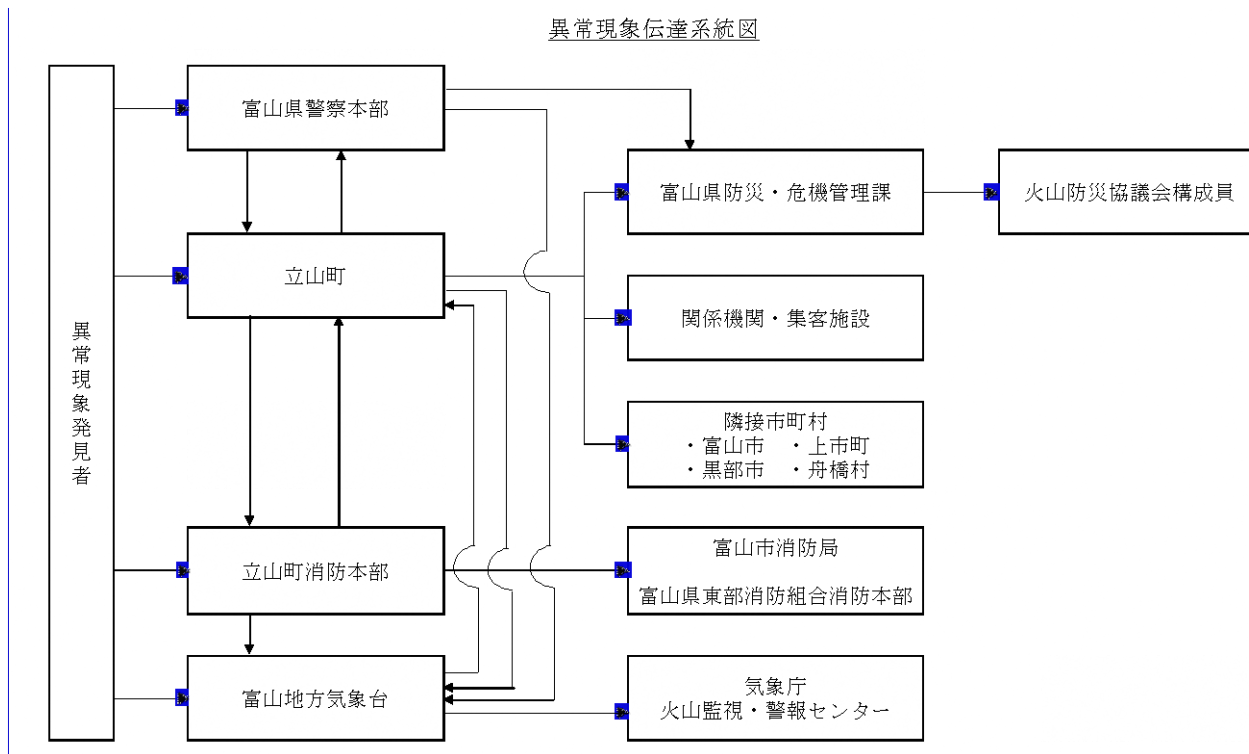 異常現象伝達系統図
異常現象発見者
富山県警察本部
富山県防災・危機管理課
火山防災協議会構成員
立山町
関係機関・集客施設
隣接市町村
・富山市　・上市町
・黒部市　・舟橋村
立山町消防本部
富山市消防局
富山県東部消防組合消防本部
富山地方気象台
気象庁
火山監視・警報センター